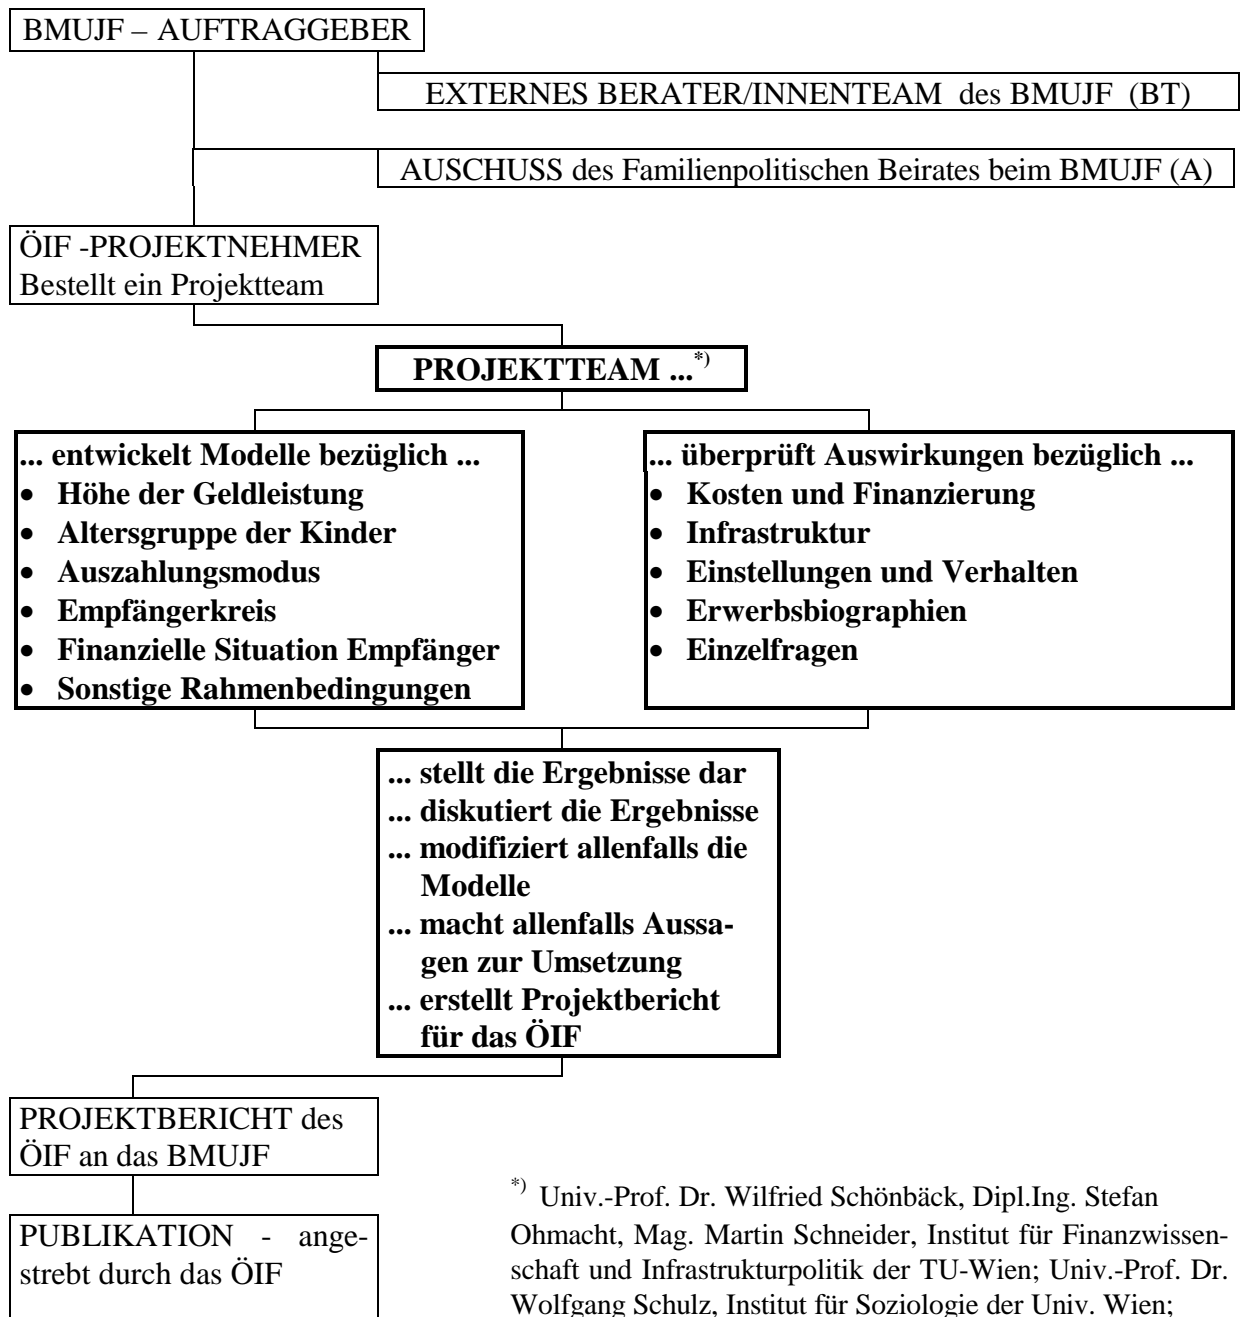 BMUJF – AUFTRAGGEBER
EXTERNES BERATER/INNENTEAM des BMUJF (BT)
AUSCHUSS des Familienpolitischen Beirates beim BMUJF (A)
ÖIF -PROJEKTNEHMER
Bestellt ein Projektteam
PROJEKTTEAM ...*)
... entwickelt Modelle bezüglich ...
• Höhe der Geldleistung
• Altersgruppe der Kinder
• Auszahlungsmodus
• Empfängerkreis
• Finanzielle Situation Empfänger
• Sonstige Rahmenbedingungen
... überprüft Auswirkungen bezüglich ...
• Kosten und Finanzierung
• Infrastruktur
• Einstellungen und Verhalten
• Erwerbsbiographien
• Einzelfragen
... stellt die Ergebnisse dar
... diskutiert die Ergebnisse
... modifiziert allenfalls die
Modelle
... macht allenfalls Aussa-
gen zur Umsetzung
... erstellt Projektbericht
für das ÖIF
PROJEKTBERICHT des
ÖIF an das BMUJF
PUBLIKATION - ange-
strebt durch das ÖIF
*) Univ.-Prof. Dr. Wilfried Schönbäck, Dipl.Ing. Stefan
Ohmacht, Mag. Martin Schneider, Institut für Finanzwissen-
schaft und Infrastrukturpolitik der TU-Wien; Univ.-Prof. Dr.
Wolfgang Schulz, Institut für Soziologie der Univ. Wien;